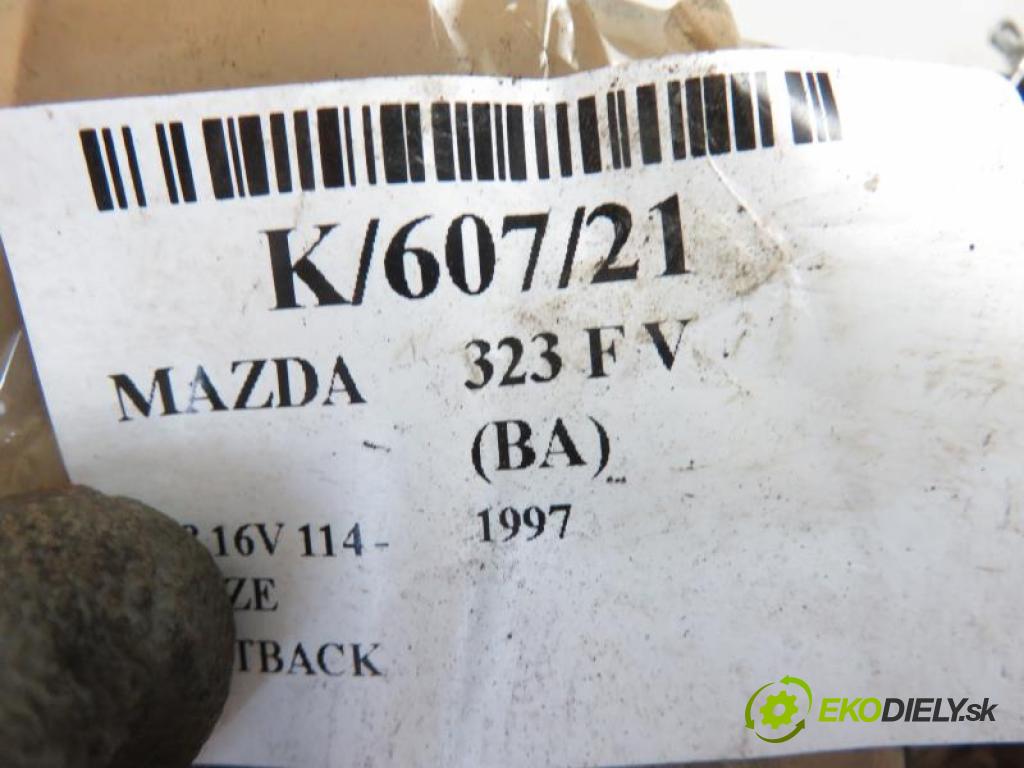 K/607/21
MAZDA 323 F V
(BA)...
16V 114 - 1997
ZE
TBACK
EKODIELY.sk